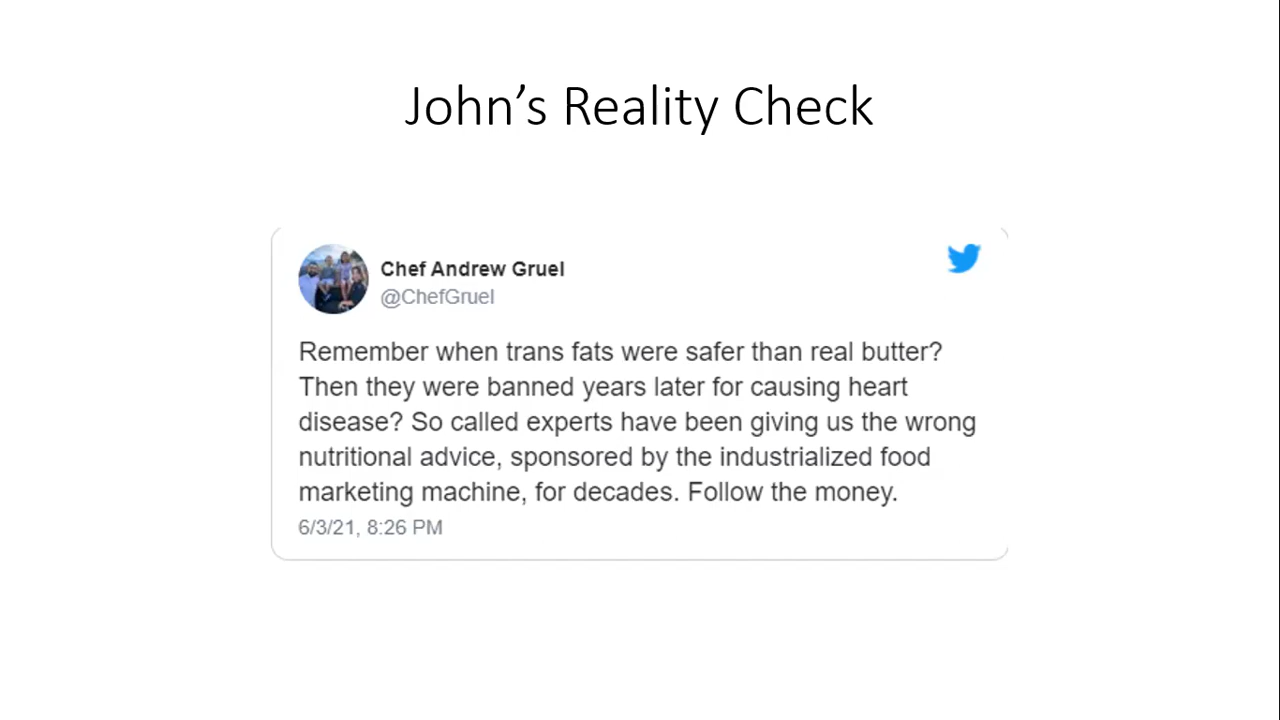 John’s Reality Check
Chef Andrew Gruel
@ChefGruel
Remember when trans fats were safer than real butter?
Then they were banned years later for causing heart
disease? So called experts have been giving us the wrong
nutritional advice, sponsored by the industrialized food
marketing machine, for decades. Follow the money.
6/3/21, 8:26 PM